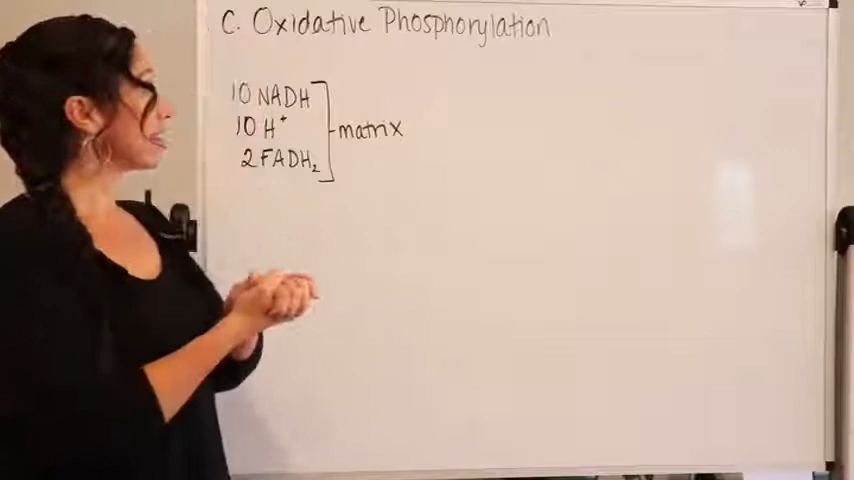 C. Oxidative Phosphorylation
10 NADH
10 H⁺
2 FADH₂
matrix